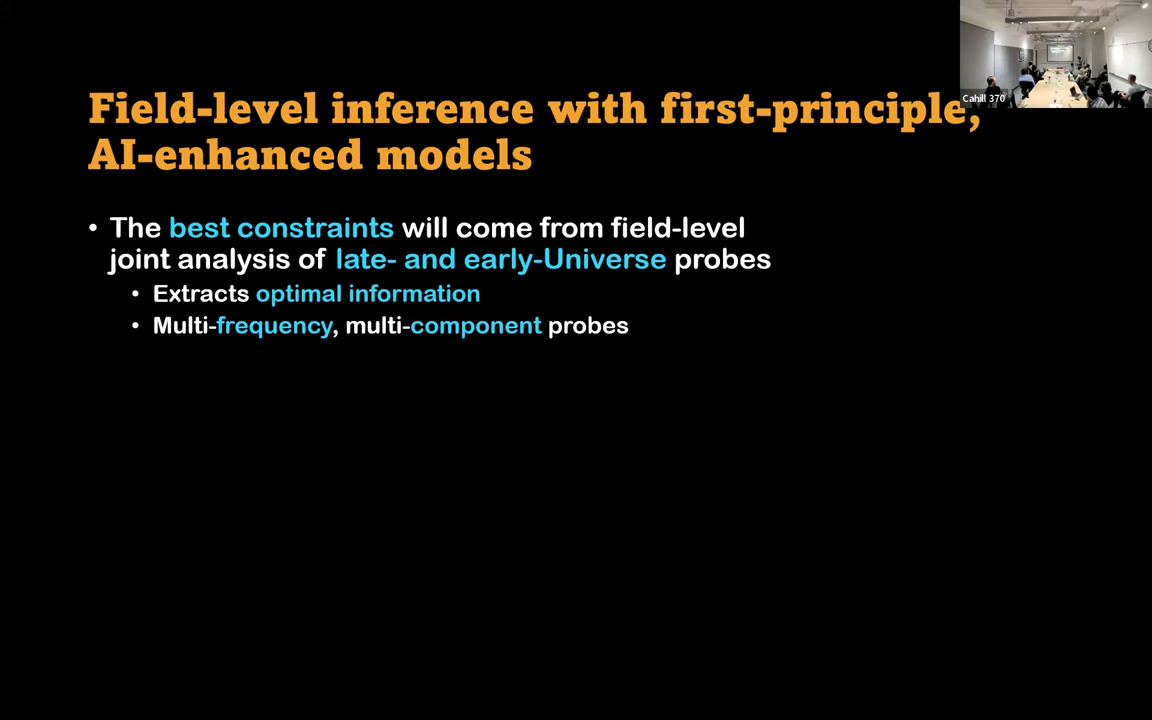 Field-level inference with first-principle,
AI-enhanced models
• The best constraints will come from field-level
joint analysis of late- and early-Universe probes
• Extracts optimal information
• Multi-frequency, multi-component probes
Cahill 370